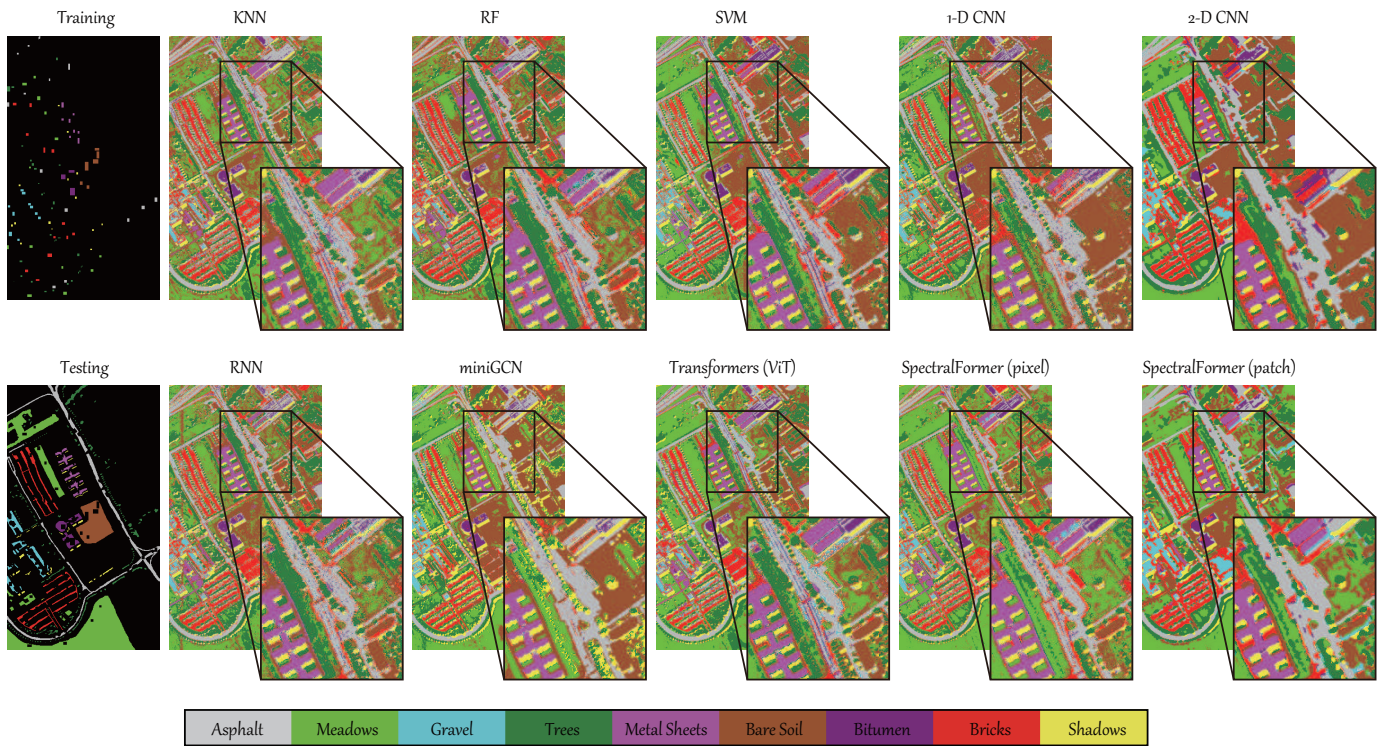 Training KNN RF SVM 1-D CNN 2-D CNN
Testing RNN miniGCN Transformers (ViT) SpectralFormer (pixel) SpectralFormer (patch)
Asphalt Meadows Gravel Trees Metal Sheets Bare Soil Bitumen Bricks Shadows